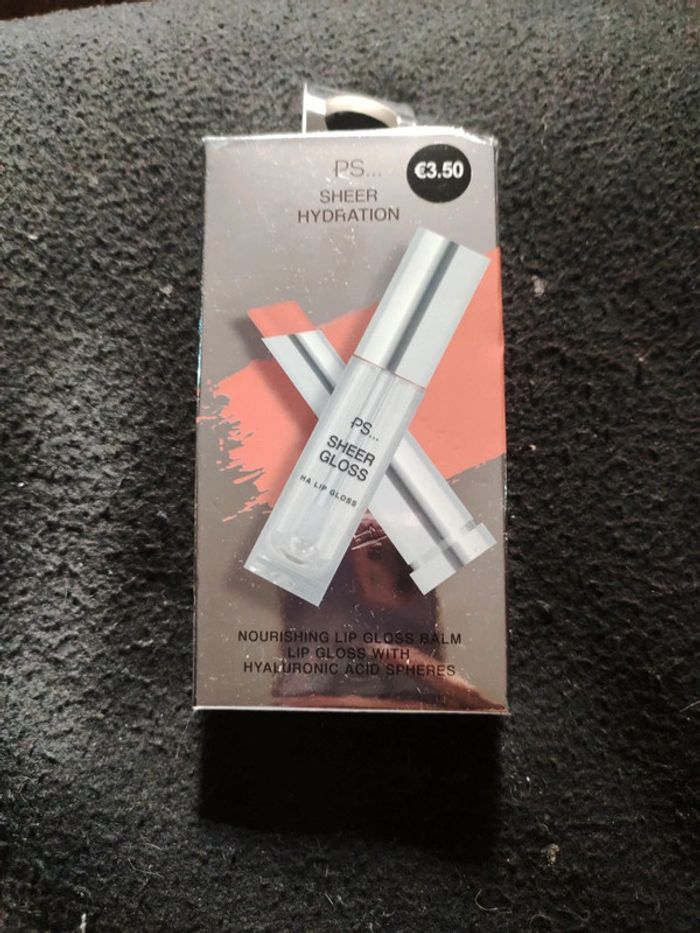 PS...
€3.50
SHEER
HYDRATION
PS...
SHEER
GLOSS
HA LIP GLOSS
NOURISHING LIP GLOSS BALM
LIP GLOSS WITH
HYALURONIC ACID SPHERES